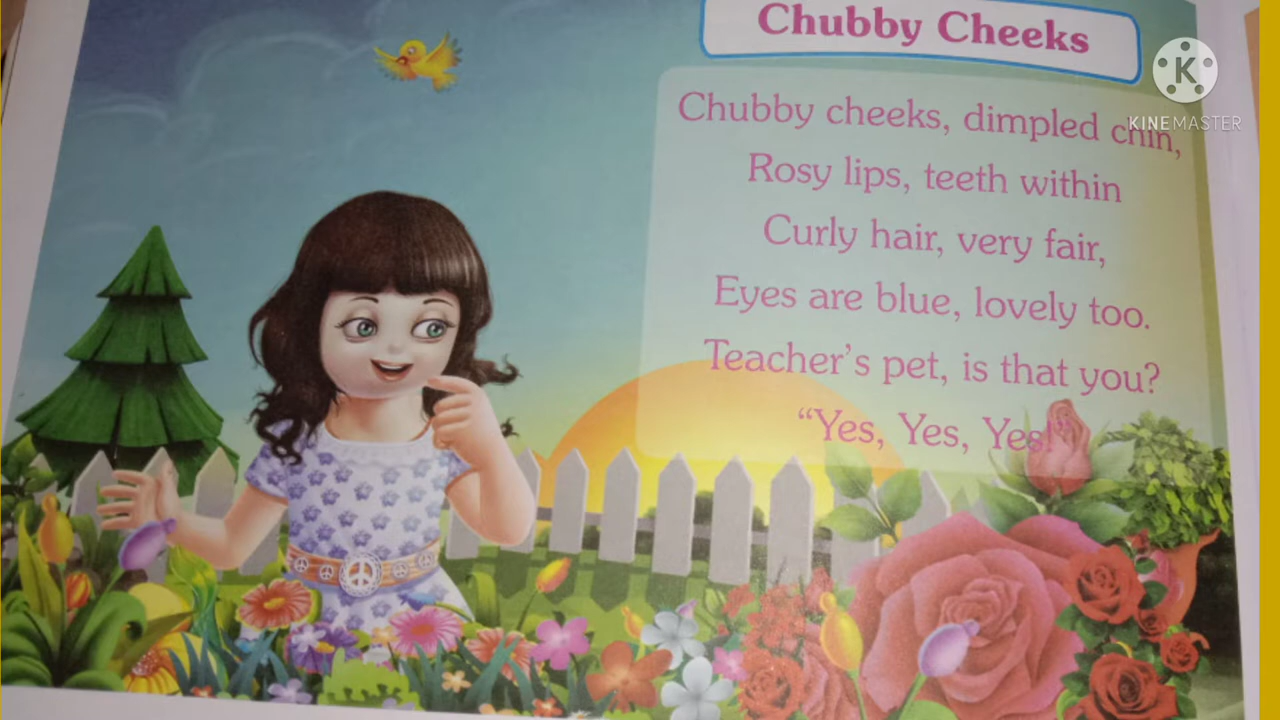 Chubby Cheeks
K
KINEMASTER
Chubby cheeks, dimpled chin,
Rosy lips, teeth within
Curly hair, very fair,
Eyes are blue, lovely too.
Teacher's pet, is that you?
"Yes, Yes, Yes!"